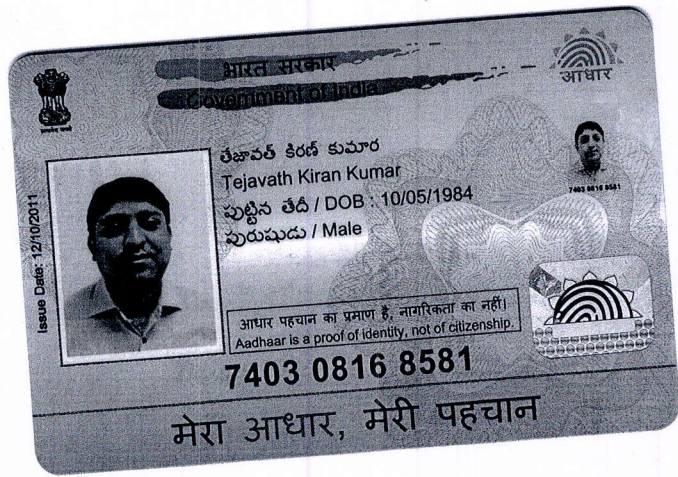 भारत सरकार
Government of India
आधार
తేజావత్ కిరణ్ కుమార
Tejavath Kiran Kumar
పుట్టిన తేదీ / DOB : 10/05/1984
పురుషుడు / Male
7403 0816 8581
Issue Date: 12/10/2011
आधार पहचान का प्रमाण है, नागरिकता का नहीं।
Aadhaar is a proof of identity, not of citizenship.
7403 0816 8581
मेरा आधार, मेरी पहचान